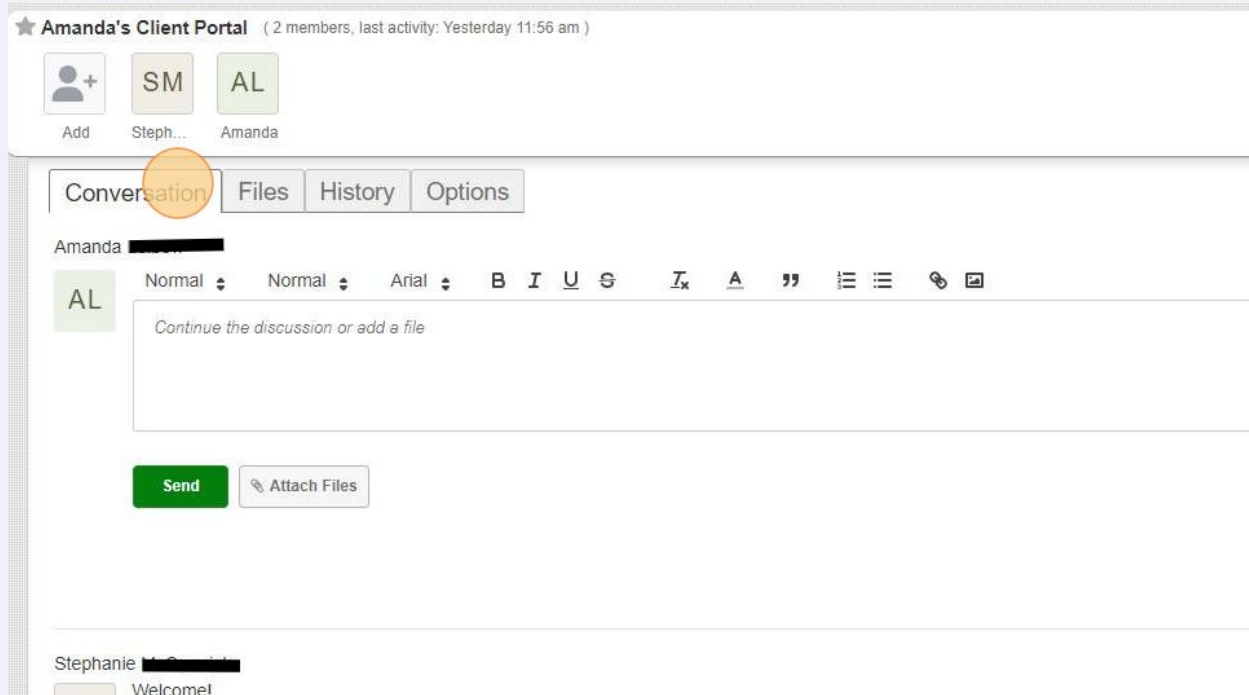 Amanda's Client Portal ( 2 members, last activity: Yesterday 11:56 am )
SM AL
Add Steph... Amanda
Conversation Files History Options
Amanda
Normal Normal Arial B I U S Tx A
AL
Continue the discussion or add a file
Send Attach Files
Stephanie
Welcome!